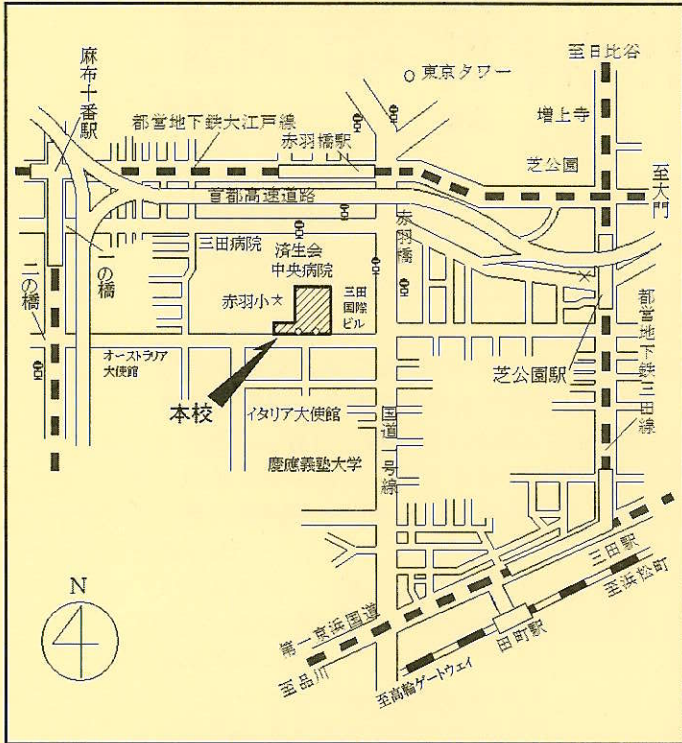 至日比谷
麻布十番駅
東京タワー
都営地下鉄大江戸線
赤羽橋駅
増上寺
芝公園
至大門
首都高速道路
赤羽橋
三田病院
済生会
中央病院
一の橋
二の橋
赤羽小☆
三田
国際
ビル
都営地下鉄三田線
オーストラリア
大使館
芝公園駅
本校
イタリア大使館
国道一号線
慶應義塾大学
三田駅
至浜松町
N
第一京浜国道
田町駅
至品川
至高輪ゲートウェイ